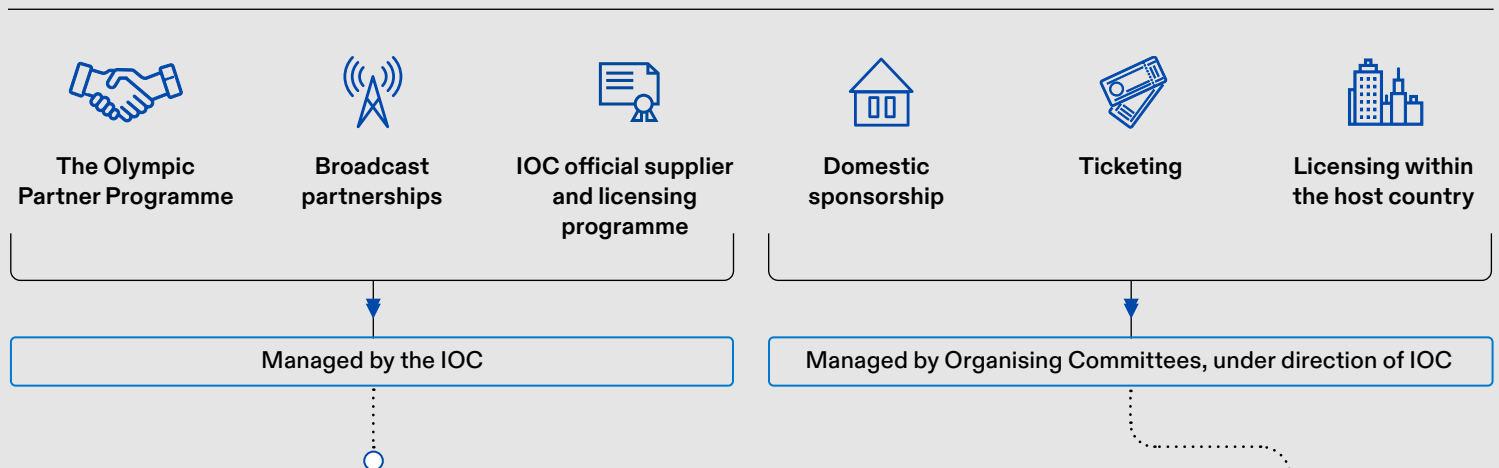 The Olympic
Partner Programme
Broadcast
partnerships
IOC official supplier
and licensing
programme
Domestic
sponsorship
Ticketing
Licensing within
the host country
Managed by the IOC
Managed by Organising Committees, under direction of IOC